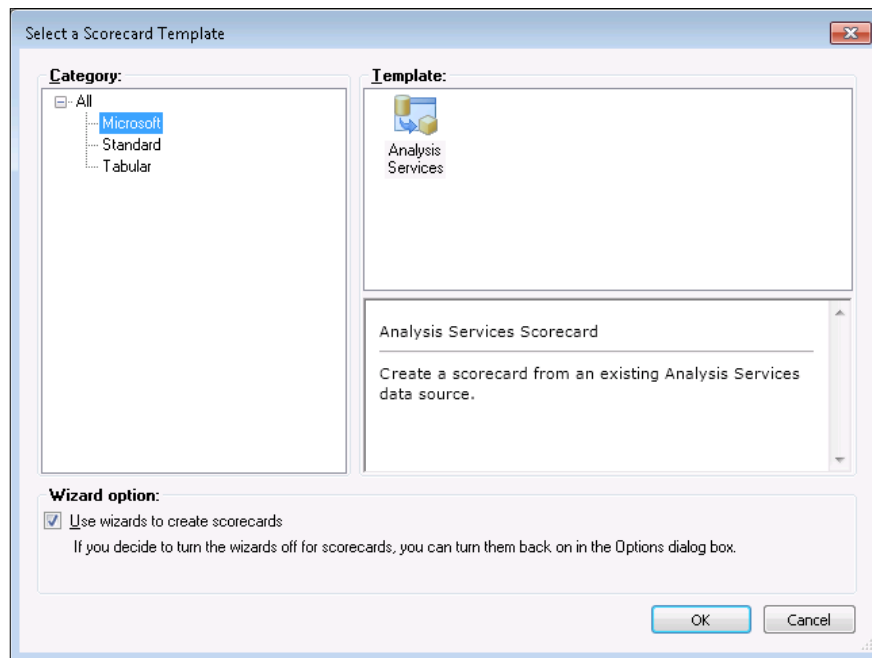 Select a Scorecard Template
Category:
All
Microsoft
Standard
Tabular
Template:
Analysis
Services
Analysis Services Scorecard
Create a scorecard from an existing Analysis Services
data source.
Wizard option:
Use wizards to create scorecards
If you decide to turn the wizards off for scorecards, you can turn them back on in the Options dialog box.
OK
Cancel